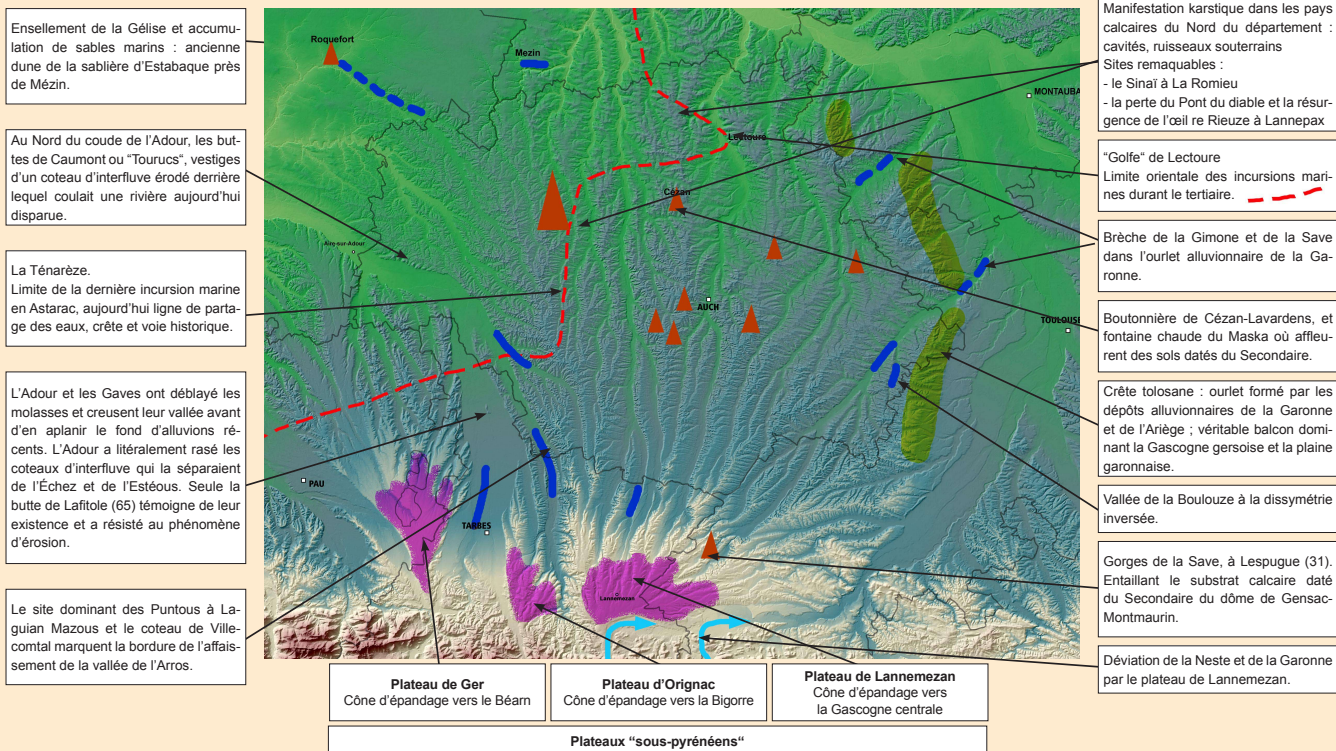 Ensellement de la Gélise et accumu-
lation de sables marins : ancienne
dune de la sablière d’Estabaque près
de Mézin.
Au Nord du coude de l’Adour, les but-
tes de Caumont ou “Tourucs“, vestiges
d’un coteau d’interfluve érodé derrière
lequel coulait une rivière aujourd’hui
disparue.
La Ténarèze.
Limite de la dernière incursion marine
en Astarac, aujourd’hui ligne de parta-
ge des eaux, crête et voie historique.
L’Adour et les Gaves ont déblayé les
molasses et creusent leur vallée avant
d’en aplanir le fond d’alluvions ré-
centes. L’Adour a litéralement rasé les
coteaux d’interfluve qui la séparaient
de l’Échez et de l’Estéous. Seule la
butte de Lafitole (65) témoigne de leur
existence et a résisté au phénomène
d’érosion.
Le site dominant des Puntous à La-
guian Mazous et le coteau de Ville-
comtal marquent la bordure de l’affais-
sement de la vallée de l’Arros.
Roquefort
Mezin
MONTAUBA
Lectoure
Cézan
Aire-sur-Adour
AUCH
TOULOUSE
PAU
TARBES
Lannemezan
Manifestation karstique dans les pays
calcaires du Nord du département :
cavités, ruisseaux souterrains
Sites remaquables :
- le Sinaï à La Romieu
- la perte du Pont du diable et la résur-
gence de l’œil re Rieuze à Lannepax
“Golfe“ de Lectoure
Limite orientale des incursions mari-
nes durant le tertiaire.
Brèche de la Gimone et de la Save
dans l’ourlet alluvionnaire de la Ga-
ronne.
Boutonnière de Cézan-Lavardens, et
fontaine chaude du Maska où affleu-
rent des sols datés du Secondaire.
Crête tolosane : ourlet formé par les
dépôts alluvionnaires de la Garonne
et de l’Ariège ; véritable balcon domi-
nant la Gascogne gersoise et la plaine
garonnaise.
Vallée de la Boulouze à la dissymétrie
inversée.
Gorges de la Save, à Lespugue (31).
Entaillant le substrat calcaire daté
du Secondaire du dôme de Gensac-
Montmaurin.
Déviation de la Neste et de la Garonne
par le plateau de Lannemezan.
Plateau de Ger
Cône d’épandage vers le Béarn
Plateau d’Orignac
Cône d’épandage vers la Bigorre
Plateau de Lannemezan
Cône d’épandage vers
la Gascogne centrale
Plateaux “sous-pyrénéens“